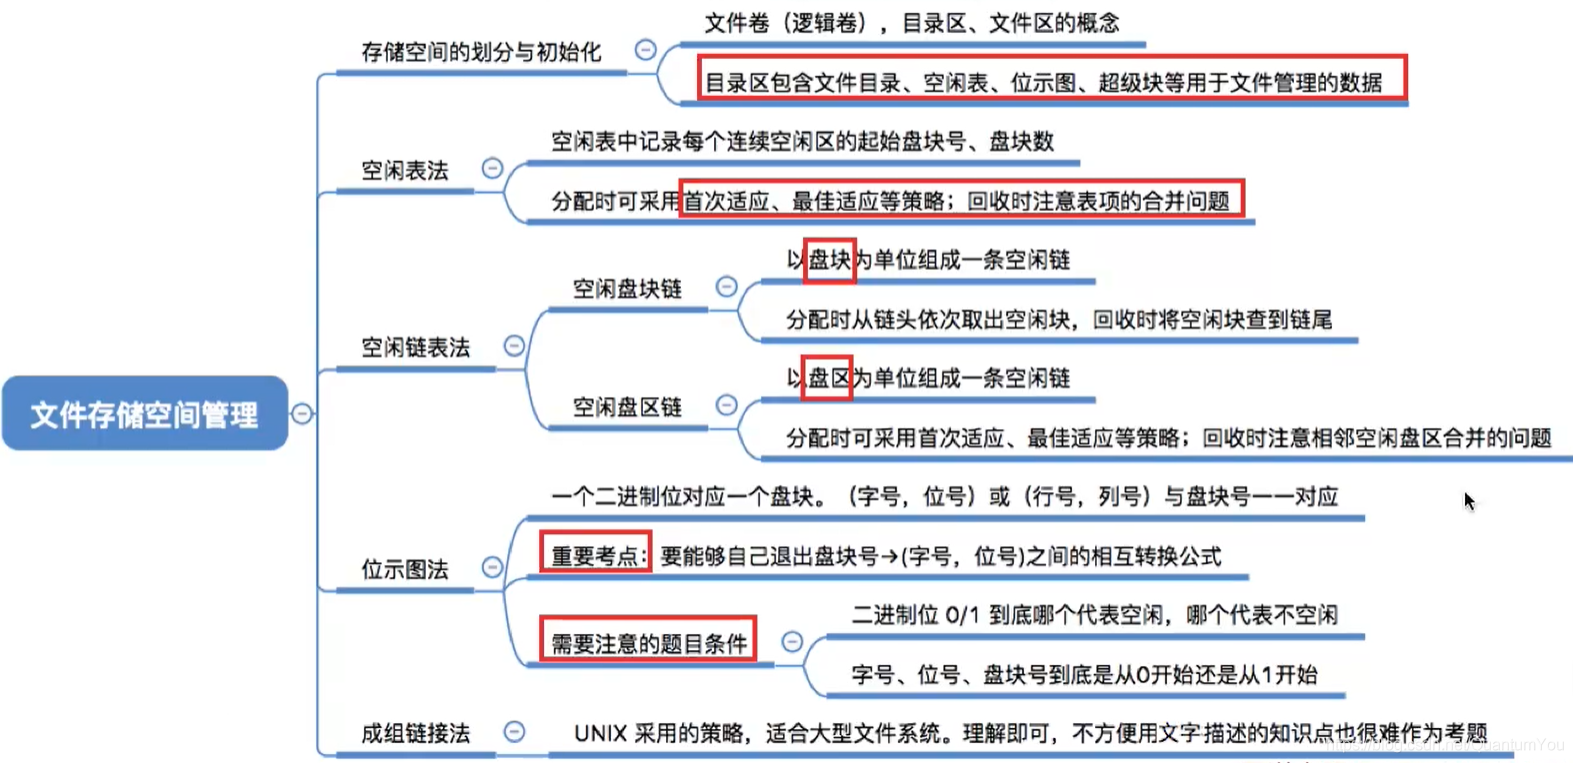 文件存储空间管理
存储空间的划分与初始化
文件卷（逻辑卷），目录区、文件区的概念
目录区包含文件目录、空闲表、位示图、超级块等用于文件管理的数据
空闲表法
空闲表中记录每个连续空闲区的起始盘块号、盘块数
分配时可采用首次适应、最佳适应等策略；回收时注意表项的合并问题
空闲链表法
空闲盘块链
以盘块为单位组成一条空闲链
分配时从链头依次取出空闲块，回收时将空闲块查到链尾
空闲盘区链
以盘区为单位组成一条空闲链
分配时可采用首次适应、最佳适应等策略；回收时注意相邻空闲盘区合并的问题
位示图法
一个二进制位对应一个盘块。（字号，位号）或（行号，列号）与盘块号一一对应
重要考点：要能够自己退出盘块号→(字号，位号)之间的相互转换公式
需要注意的题目条件
二进制位 0/1 到底哪个代表空闲，哪个代表不空闲
字号、位号、盘块号到底是从0开始还是从1开始
成组链接法
UNIX 采用的策略，适合大型文件系统。理解即可，不方便用文字描述的知识点也很难作为考题
https://blog.csdn.net/QuantumYou